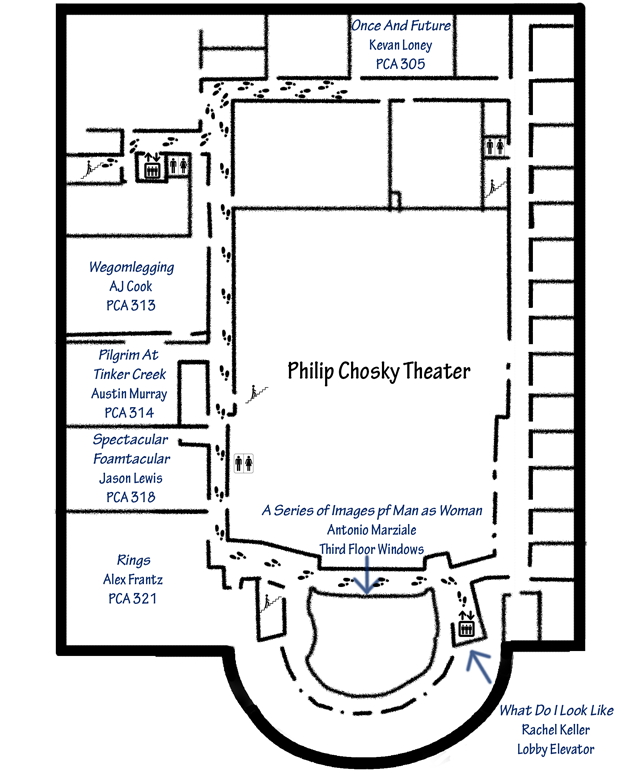 Once And Future
Kevan Loney
PCA 305
Wegomlegging
AJ Cook
PCA 313
Philip Chosky Theater
Pilgrim At
Tinker Creek
Austin Murray
PCA 314
Spectacular
Foamtacular
Jason Lewis
PCA 318
A Series of Images pf Man as Woman
Antonio Marziale
Third Floor Windows
Rings
Alex Frantz
PCA 321
What Do I Look Like
Rachel Keller
Lobby Elevator